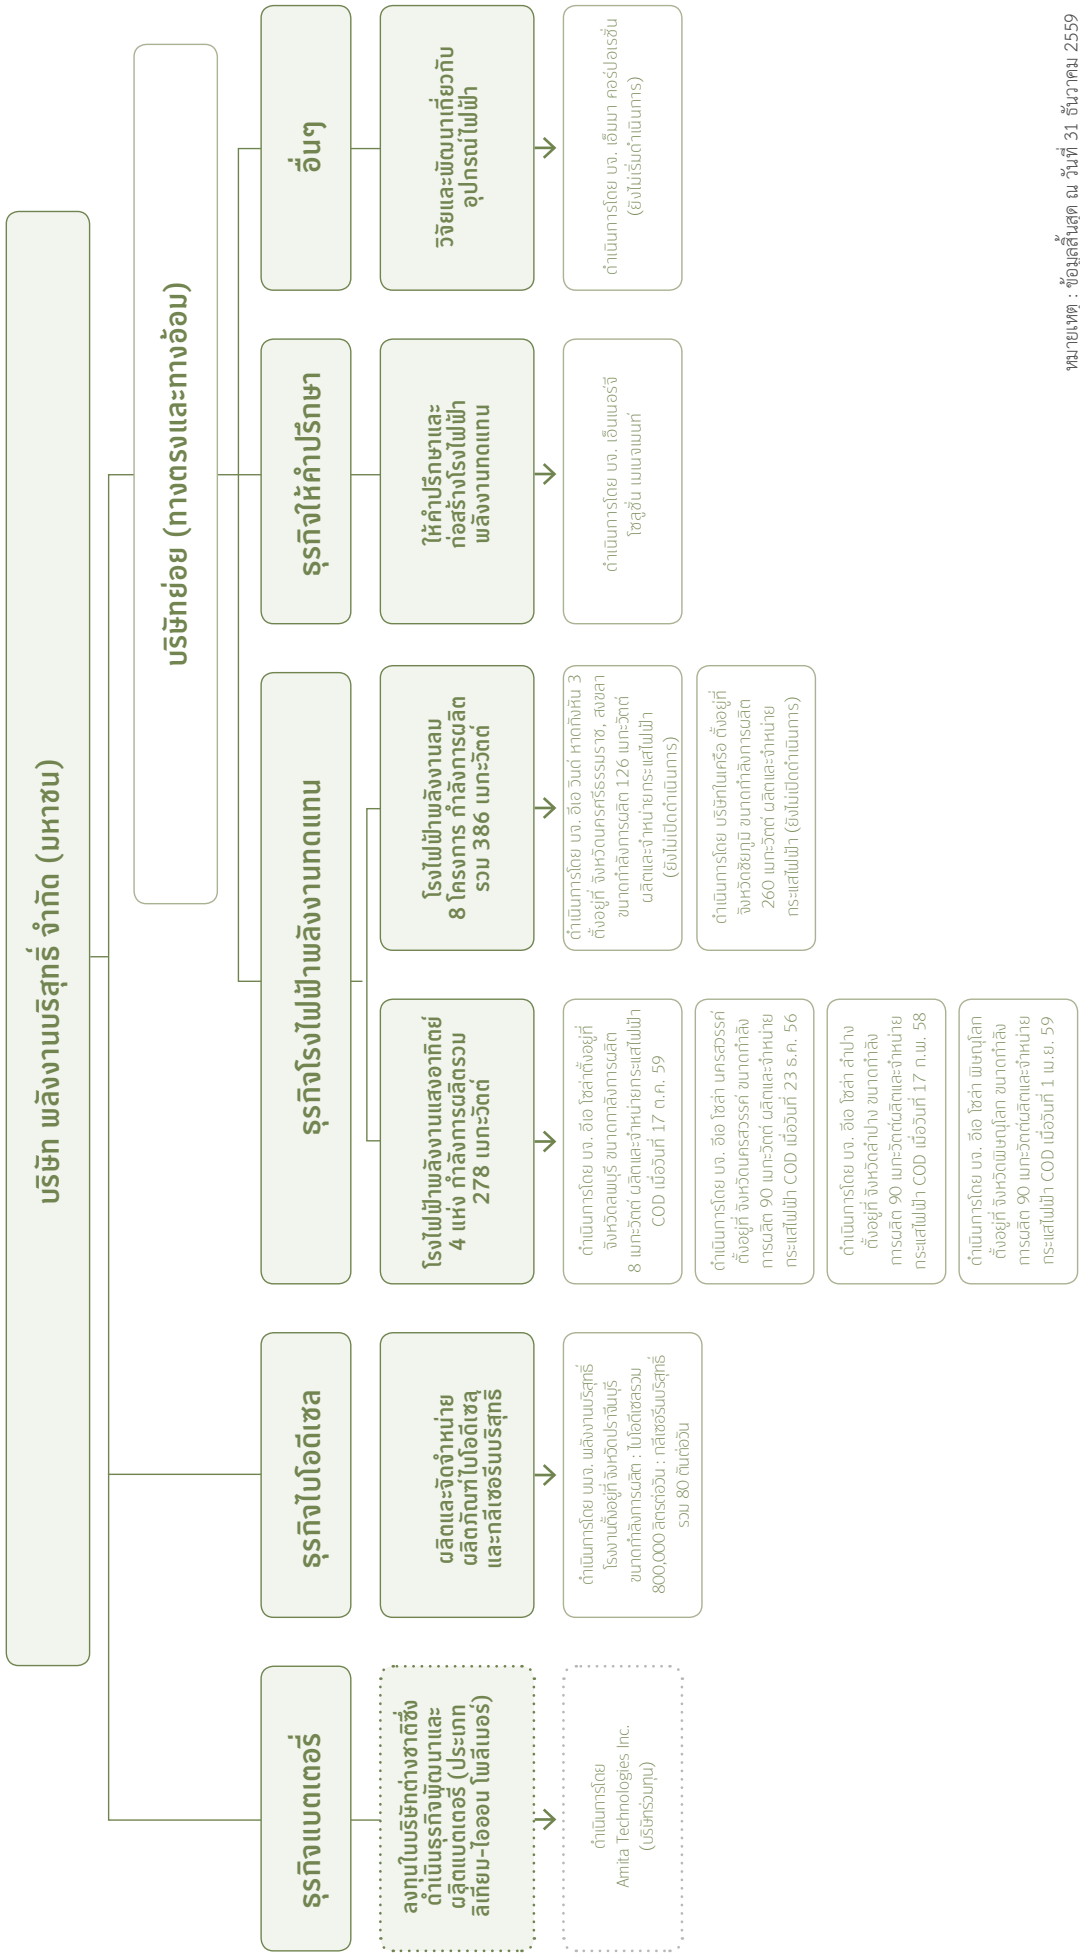 บริษัท พลังงานบริสุทธิ์ จำกัด (มหาชน)
บริษัทย่อย (ทางตรงและทางอ้อม)
ธุรกิจแบตเตอรี่
ลงทุนในบริษัทต่างชาติซึ่ง
ดำเนินธุรกิจพัฒนาและ
ผลิตแบตเตอรี่ (ประเภท
ลิเทียม-ไอออน โพลิเมอร์)
ดำเนินการโดย
Amita Technologies Inc.
(บริษัทร่วมทุน)
ธุรกิจไบโอดีเซล
ผลิตและจัดจำหน่าย
ผลิตภัณฑ์ไบโอดีเซล
และกลีเซอรีนบริสุทธิ์
ดำเนินการโดย บมจ. พลังงานบริสุทธิ์
โรงงานตั้งอยู่ที่ จังหวัดปราจีนบุรี
ขนาดกำลังการผลิต : ไบโอดีเซลรวม
800,000 ลิตรต่อวัน : กลีเซอรีนบริสุทธิ์
รวม 80 ตันต่อวัน
ธุรกิจโรงไฟฟ้าพลังงานทดแทน
โรงไฟฟ้าพลังงานแสงอาทิตย์
4 แห่ง กำลังการผลิตรวม
278 เมกะวัตต์
ดำเนินการโดย บจ. อีเอ โซล่าตั้งอยู่ที่
จังหวัดลพบุรี ขนาดกำลังการผลิต
8 เมกะวัตต์ ผลิตและจำหน่ายกระแสไฟฟ้า
COD เมื่อวันที่ 17 ต.ค. 59
ดำเนินการโดย บจ. อีเอ โซล่า นครสวรรค์
ตั้งอยู่ที่ จังหวัดนครสวรรค์ ขนาดกำลัง
การผลิต 90 เมกะวัตต์ ผลิตและจำหน่าย
กระแสไฟฟ้า COD เมื่อวันที่ 23 ธ.ค. 56
ดำเนินการโดย บจ. อีเอ โซล่า ลำปาง
ตั้งอยู่ที่ จังหวัดลำปาง ขนาดกำลัง
การผลิต 90 เมกะวัตต์ผลิตและจำหน่าย
กระแสไฟฟ้า COD เมื่อวันที่ 17 ก.พ. 58
ดำเนินการโดย บจ. อีเอ โซล่า พิษณุโลก
ตั้งอยู่ที่ จังหวัดพิษณุโลก ขนาดกำลัง
การผลิต 90 เมกะวัตต์ผลิตและจำหน่าย
กระแสไฟฟ้า COD เมื่อวันที่ 1 เม.ย. 59
โรงไฟฟ้าพลังงานลม
8 โครงการ กำลังการผลิต
รวม 386 เมกะวัตต์
ดำเนินการโดย บจ. อีเอ วินด์ หาดกังหัน 3
ตั้งอยู่ที่ จังหวัดนครศรีธรรมราช, สงขลา
ขนาดกำลังการผลิต 126 เมกะวัตต์
ผลิตและจำหน่ายกระแสไฟฟ้า
(ยังไม่เปิดดำเนินการ)
ดำเนินการโดย บริษัทในเครือ ตั้งอยู่ที่
จังหวัดชัยภูมิ ขนาดกำลังการผลิต
260 เมกะวัตต์ ผลิตและจำหน่าย
กระแสไฟฟ้า (ยังไม่เปิดดำเนินการ)
ธุรกิจให้คำปรึกษา
ให้คำปรึกษาและ
ก่อสร้างโรงไฟฟ้า
พลังงานทดแทน
ดำเนินการโดย บจ. เอ็นเนอร์จี
โซลูชั่น เมเนจเมนท์
อื่นๆ
วิจัยและพัฒนาเกี่ยวกับ
อุปกรณ์ไฟฟ้า
ดำเนินการโดย บจ. เอ็มมา คอร์ปอเรชั่น
(ยังไม่เริ่มดำเนินการ)
หมายเหตุ : ข้อมูลสิ้นสุด ณ วันที่ 31 ธันวาคม 2559